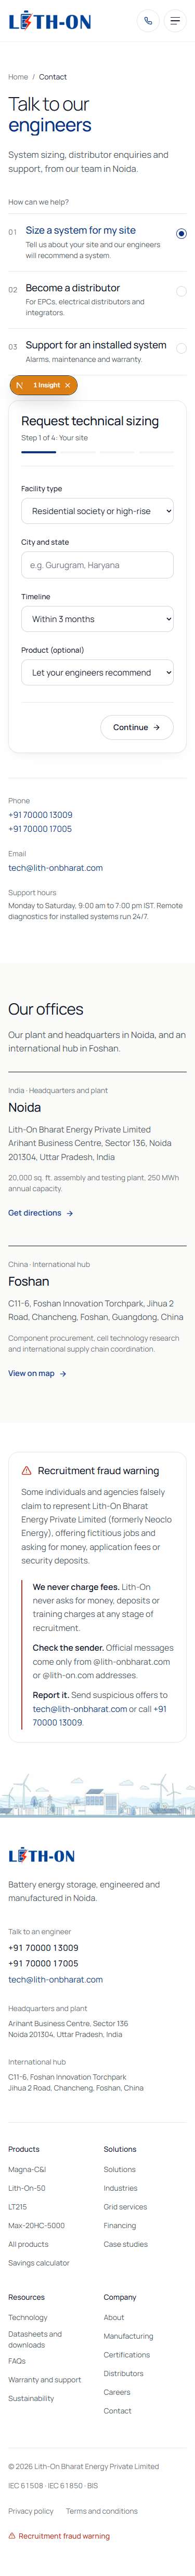 LITH-ON
Home / Contact
Talk to our
engineers
System sizing, distributor enquiries and
support, from our team in Noida.
How can we help?
01 Size a system for my site
Tell us about your site and our engineers
will recommend a system.
02 Become a distributor
For EPCs, electrical distributors and
integrators.
03 Support for an installed system
Alarms, maintenance and warranty.
1 Insight
Request technical sizing
Step 1 of 4: Your site
Facility type
Residential society or high-rise
City and state
e.g. Gurugram, Haryana
Timeline
Within 3 months
Product (optional)
Let your engineers recommend
Continue
Phone
+91 70000 13009
+91 70000 17005
Email
tech@lith-onbharat.com
Support hours
Monday to Saturday, 9:00 am to 7:00 pm IST. Remote
diagnostics for installed systems run 24/7.
Our offices
Our plant and headquarters in Noida, and an
international hub in Foshan.
India · Headquarters and plant
Noida
Lith-On Bharat Energy Private Limited
Arihant Business Centre, Sector 136, Noida
201304, Uttar Pradesh, India
20,000 sq. ft. assembly and testing plant. 250 MWh
annual capacity.
Get directions
China · International hub
Foshan
C11-6, Foshan Innovation Torchpark, Jihua 2
Road, Chancheng, Foshan, Guangdong, China
Component procurement, cell technology research
and international supply chain coordination.
View on map
Recruitment fraud warning
Some individuals and agencies falsely
claim to represent Lith-On Bharat
Energy Private Limited (formerly Neoclo
Energy), offering fictitious jobs and
asking for money, application fees or
security deposits.
We never charge fees. Lith-On
never asks for money, deposits or
training charges at any stage of
recruitment.
Check the sender. Official messages
come only from @lith-onbharat.com
or @lith-on.com addresses.
Report it. Send suspicious offers to
tech@lith-onbharat.com or call +91
70000 13009.
LITH-ON
Battery energy storage, engineered and
manufactured in Noida.
Talk to an engineer
+91 70000 13009
+91 70000 17005
tech@lith-onbharat.com
Headquarters and plant
Arihant Business Centre, Sector 136
Noida 201304, Uttar Pradesh, India
International hub
C11-6, Foshan Innovation Torchpark
Jihua 2 Road, Chancheng, Foshan, China
Products
Magna-C&I
Lith-On-50
LT215
Max-20HC-5000
All products
Savings calculator
Solutions
Solutions
Industries
Grid services
Financing
Case studies
Resources
Technology
Datasheets and
downloads
FAQs
Warranty and support
Sustainability
Company
About
Manufacturing
Certifications
Distributors
Careers
Contact
© 2026 Lith-On Bharat Energy Private Limited
IEC 61508 · IEC 61850 · BIS
Privacy policy Terms and conditions
Recruitment fraud warning